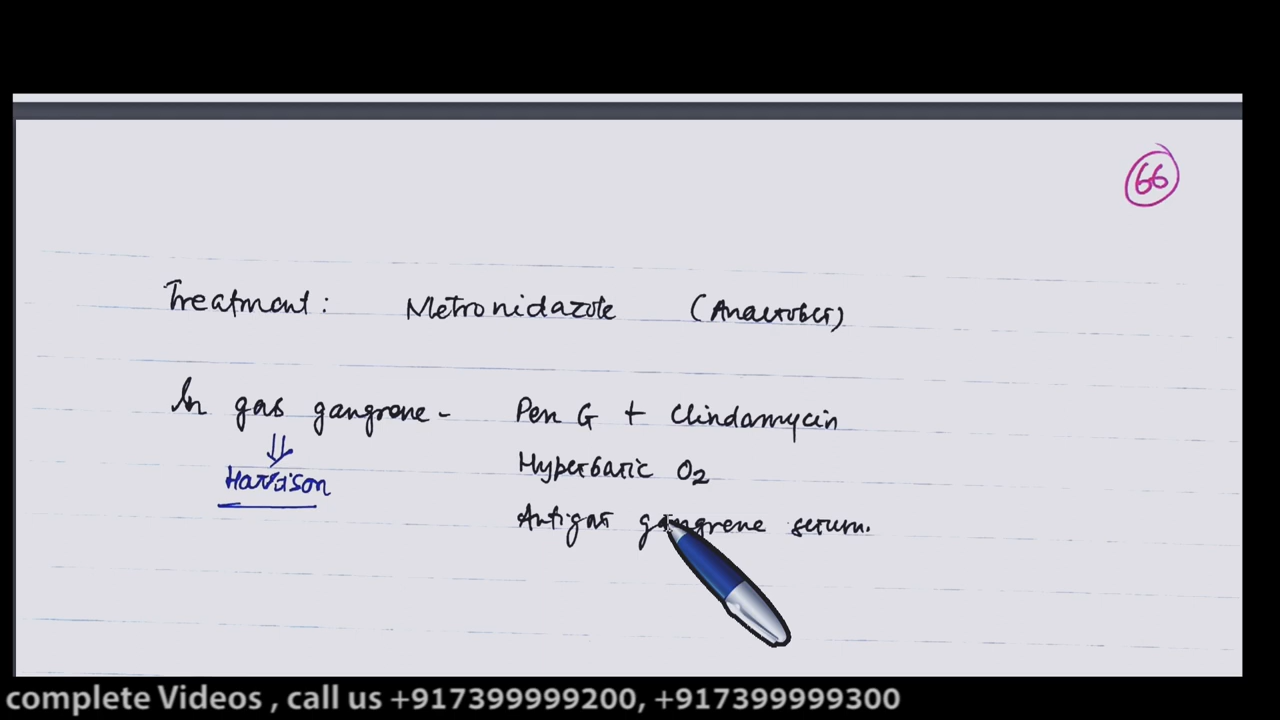 66
Treatment: Metronidazole (Anaerobes)
In gas gangrene - Pen G + Clindamycin
Harrison
Hyperbaric O2
Antigas gangrene serum.
complete Videos , call us +917399999200, +917399999300